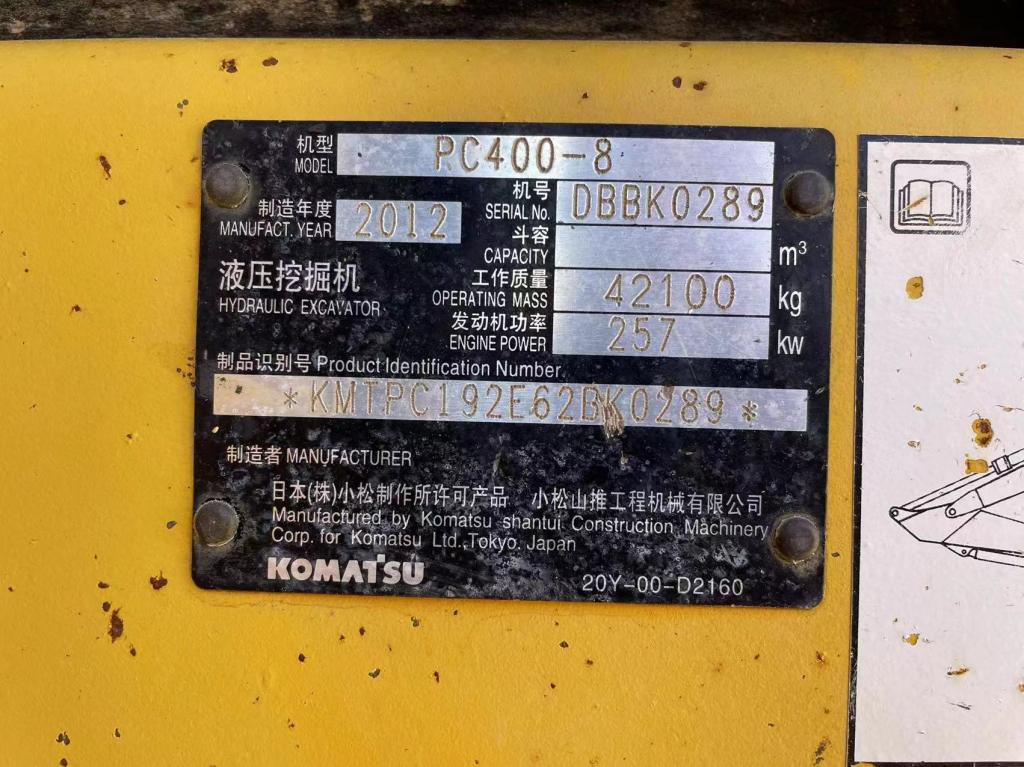 机型
MODEL PC400-8
机号
SERIAL No. DBBK0289
制造年度
MANUFACT. YEAR 2012
斗容
CAPACITY m³
液压挖掘机
HYDRAULIC EXCAVATOR
工作质量
OPERATING MASS 42100 kg
发动机功率
ENGINE POWER 257 kw
制品识别号 Product Identification Number.
*KMTPC192E62BK0289*
制造者 MANUFACTURER
日本(株)小松制作所许可产品 小松山推工程机械有限公司
Manufactured by Komatsu shantui Construction Machinery
Corp. for Komatsu Ltd.,Tokyo. Japan
KOMATSU
20Y-00-D2160